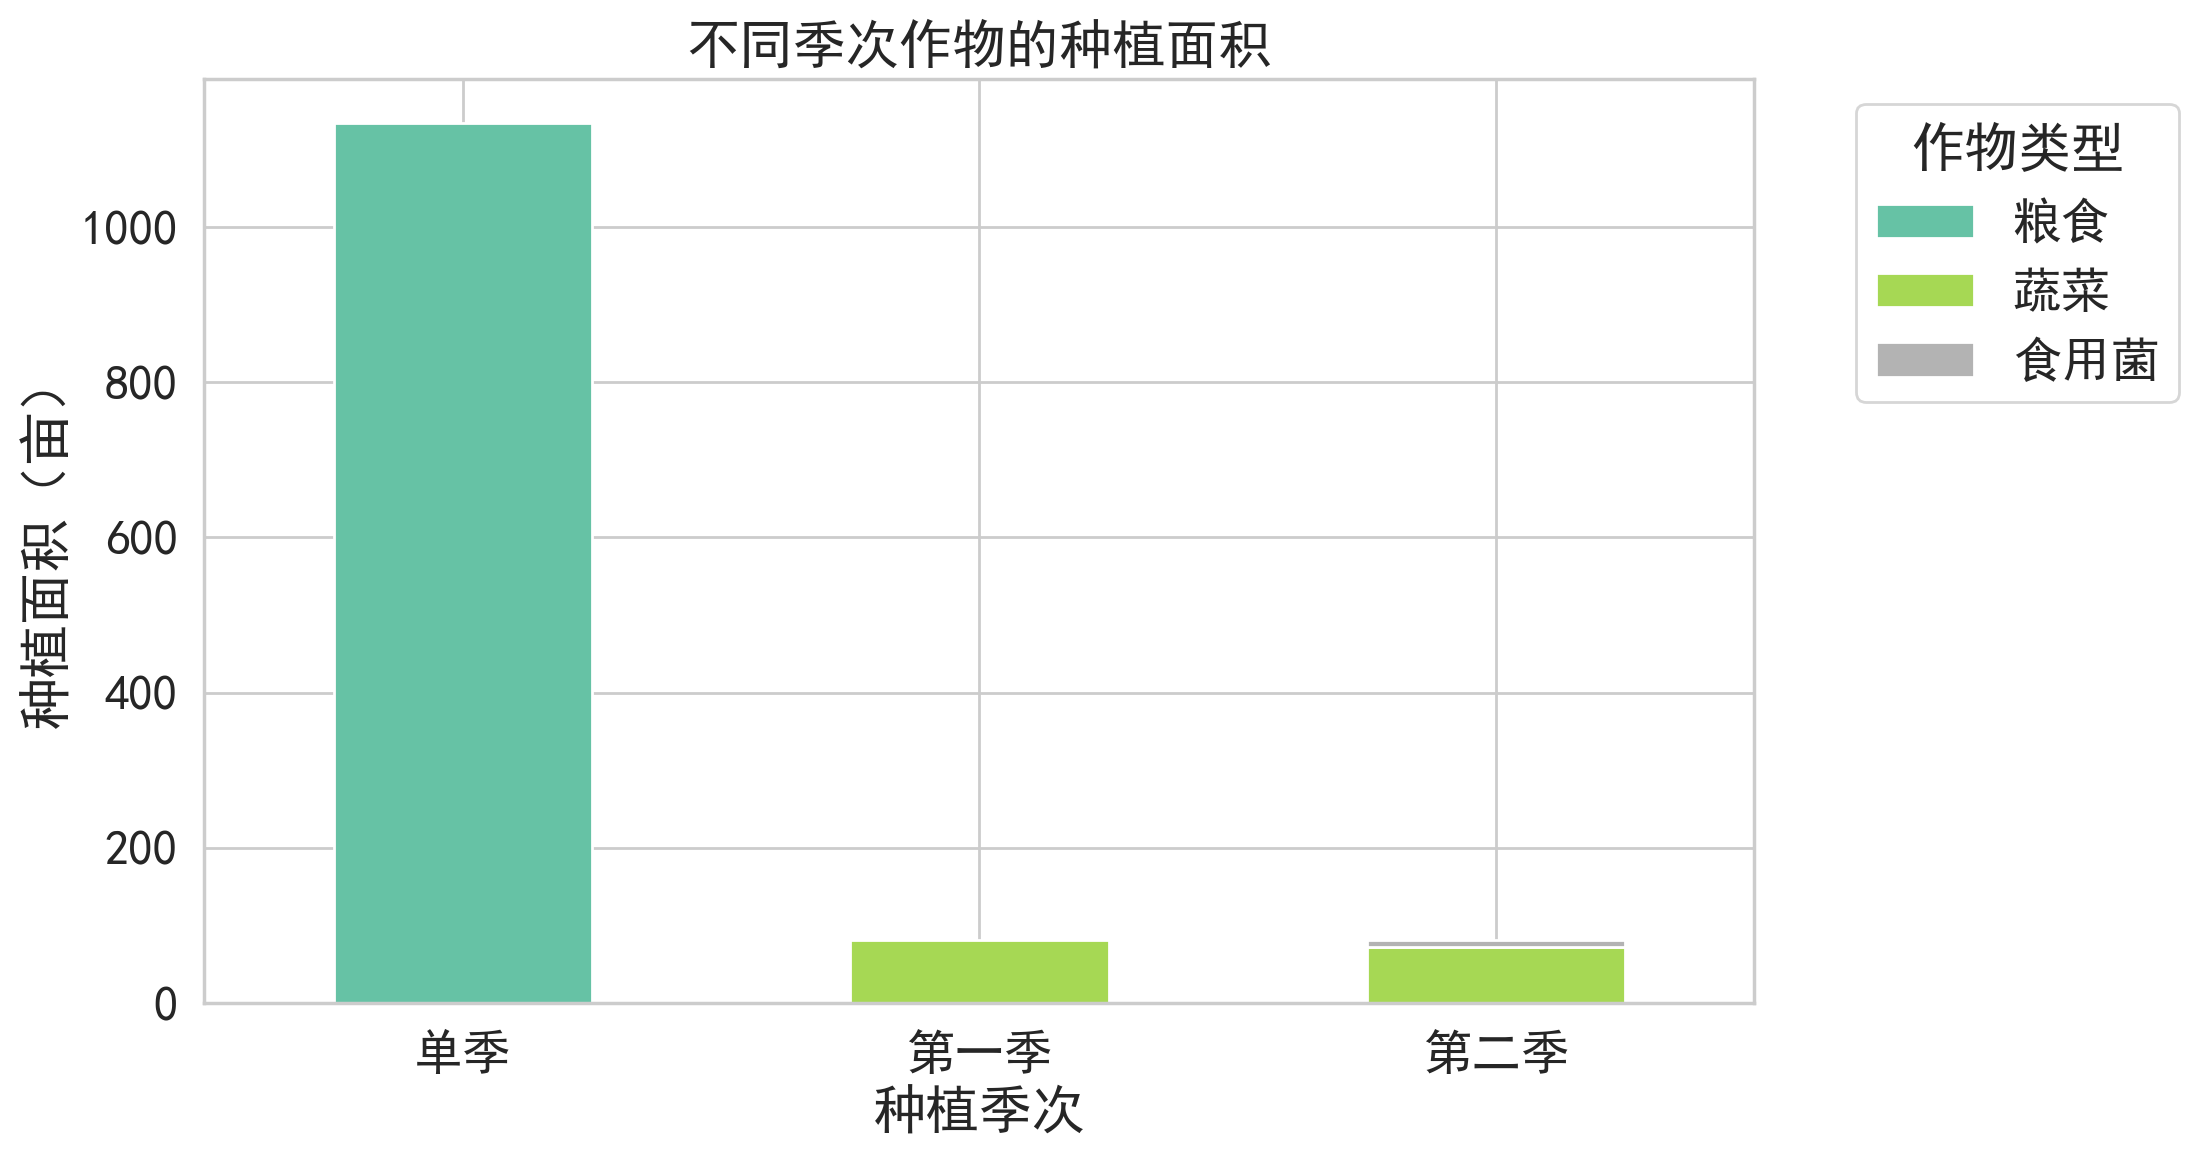 不同季次作物的种植面积
种植面积（亩）
1000
800
600
400
200
0
单季
第一季
第二季
种植季次
作物类型
粮食
蔬菜
食用菌